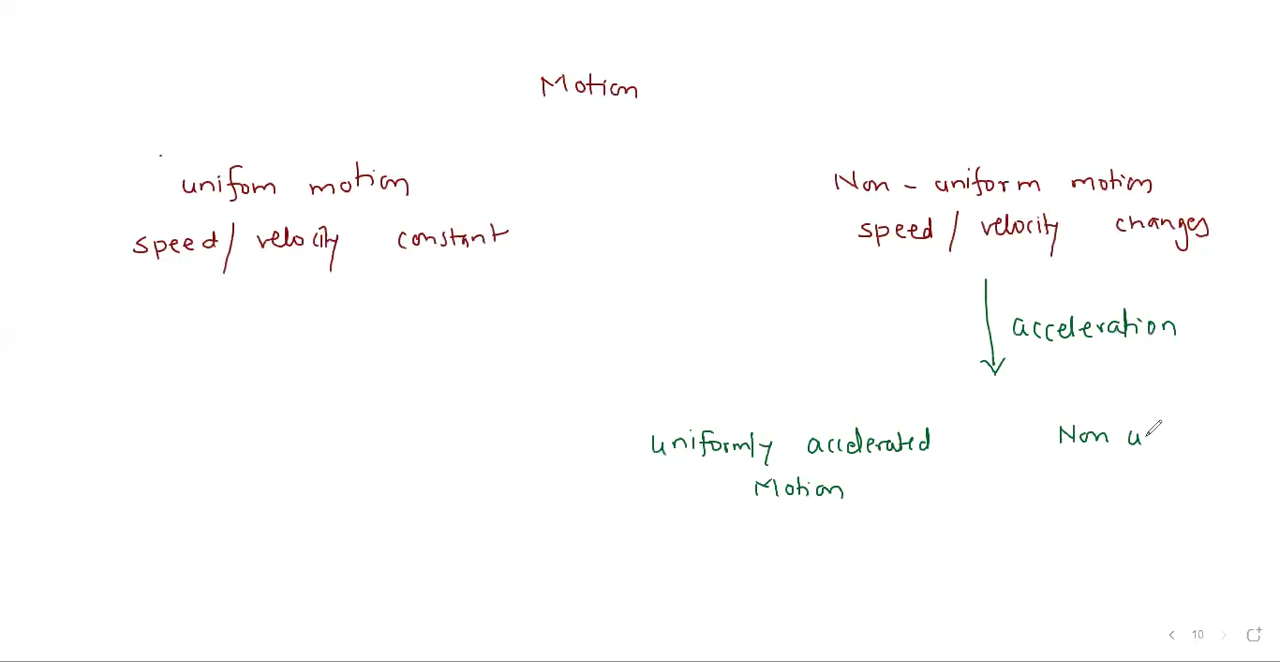 Motion
unifom motion
speed/ velocity constant
Non - uniform motion
speed / velocity changes
acceleration
uniformly accelerated
Motion
Non u
10